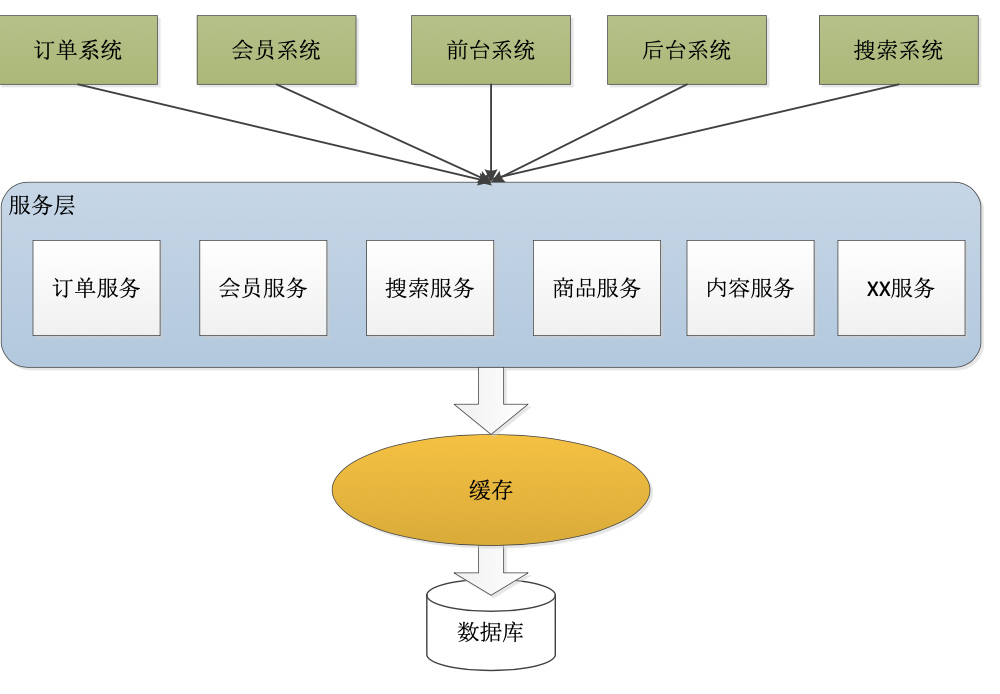 订单系统
会员系统
前台系统
后台系统
搜索系统
服务层
订单服务
会员服务
搜索服务
商品服务
内容服务
XX服务
缓存
数据库